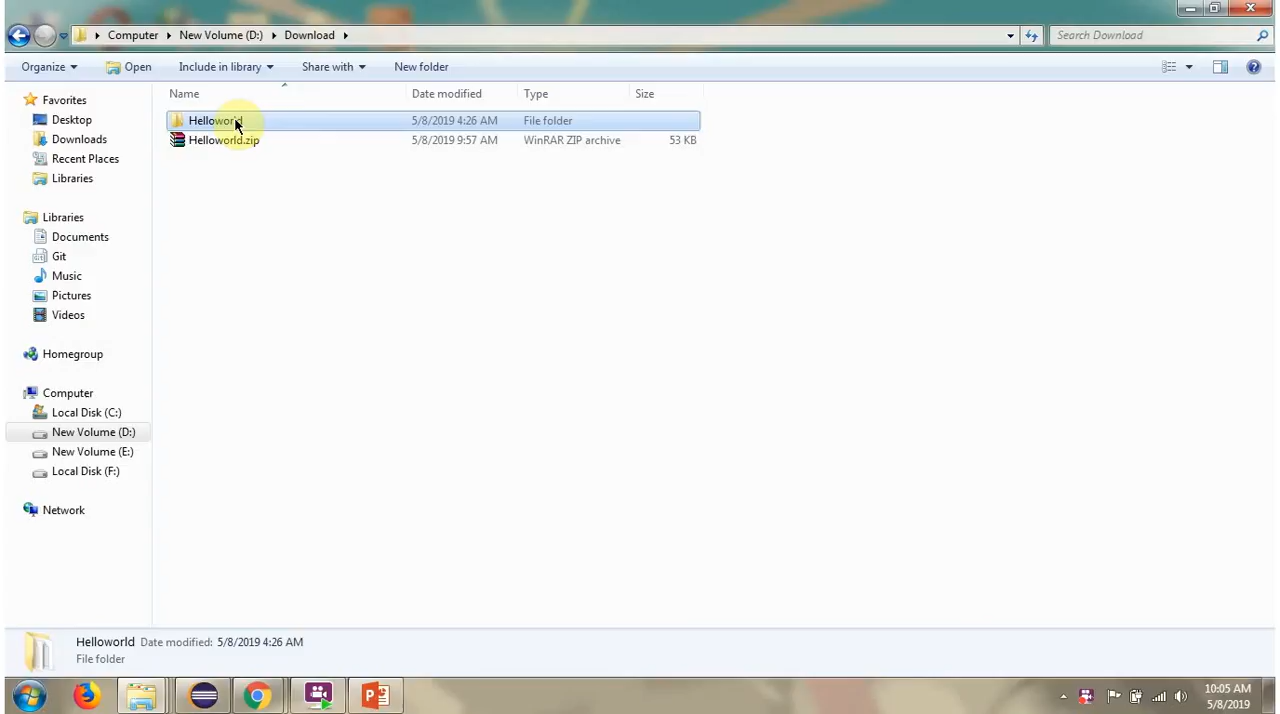 Computer New Volume (D:) Download
Search Download
Organize Open Include in library Share with New folder
Name Date modified Type Size
Helloworld 5/8/2019 4:26 AM File folder
Helloworld.zip 5/8/2019 9:57 AM WinRAR ZIP archive 53 KB
Favorites
Desktop
Downloads
Recent Places
Libraries
Libraries
Documents
Git
Music
Pictures
Videos
Homegroup
Computer
Local Disk (C:)
New Volume (D:)
New Volume (E:)
Local Disk (F:)
Network
Helloworld Date modified: 5/8/2019 4:26 AM
File folder
10:05 AM
5/8/2019